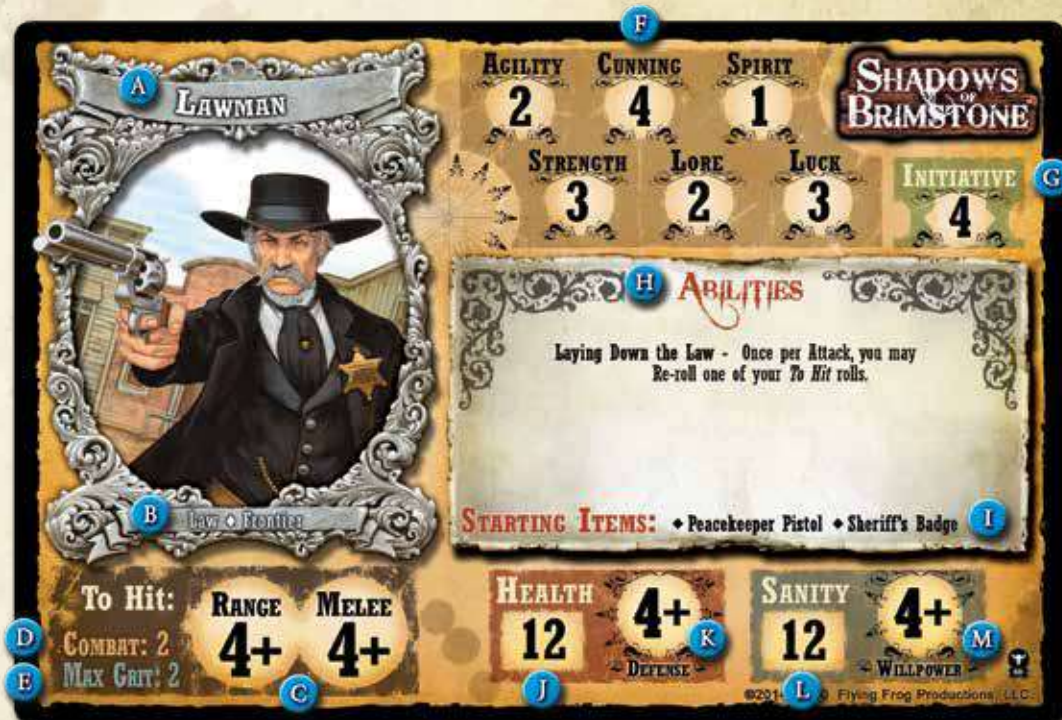 F
A
LAWMAN
AGILITY CUNNING SPIRIT
2 4 1
SHADOWS
OF
BRIMSTONE
STRENGTH LORE LUCK
3 2 3
INITIATIVE
4
G
H ABILITIES
Laying Down the Law - Once per Attack, you may
Re-roll one of your To Hit rolls.
B Law ♦ Frontier
STARTING ITEMS: ♦ Peacekeeper Pistol ♦ Sheriff's Badge I
TO HIT:
RANGE MELEE
4+ 4+
D COMBAT: 2
E MAX GRIT: 2
C
HEALTH
12
4+
DEFENSE
K
J
SANITY
12
4+
WILLPOWER
M
L
Flying Frog Productions, LLC.